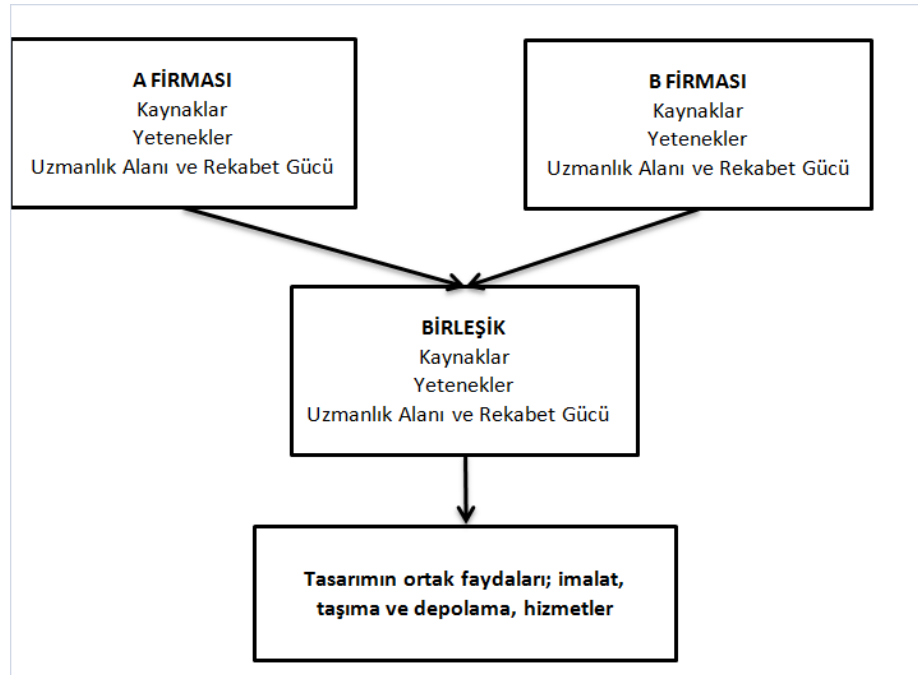 A FİRMASI
Kaynaklar
Yetenekler
Uzmanlık Alanı ve Rekabet Gücü
B FİRMASI
Kaynaklar
Yetenekler
Uzmanlık Alanı ve Rekabet Gücü
BİRLEŞİK
Kaynaklar
Yetenekler
Uzmanlık Alanı ve Rekabet Gücü
Tasarımın ortak faydaları; imalat,
taşıma ve depolama, hizmetler